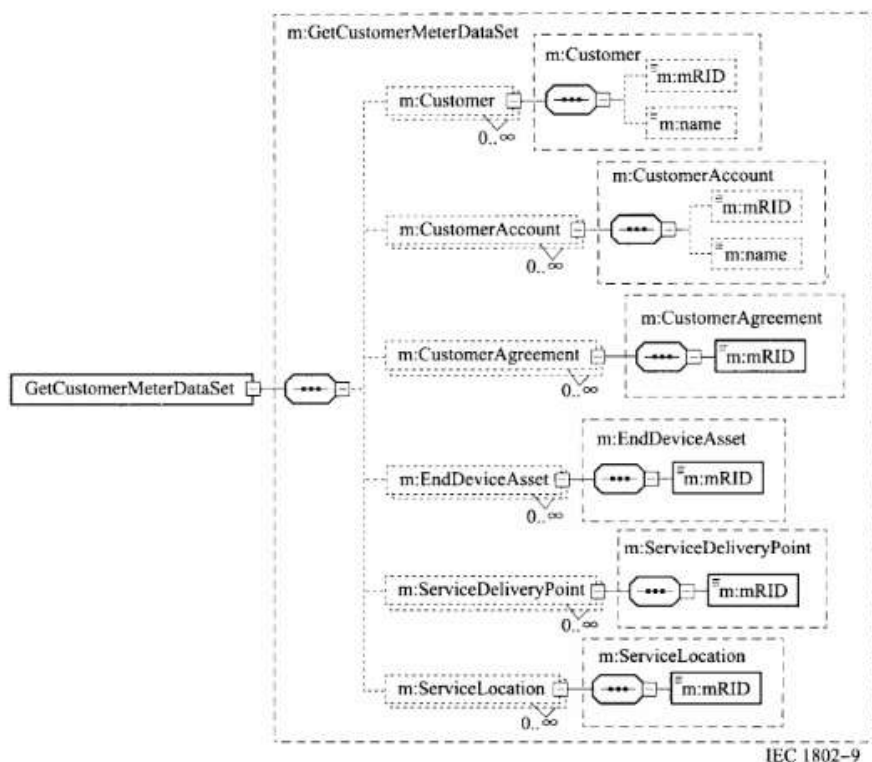 m:GetCustomerMeterDataSet
m:Customer
m:mRID
m:Customer
m:name
0..∞
m:CustomerAccount
m:mRID
m:CustomerAccount
m:name
0..∞
m:CustomerAgreement
m:CustomerAgreement
m:mRID
0..∞
GetCustomerMeterDataSet
m:EndDeviceAsset
m:EndDeviceAsset
m:mRID
0..∞
m:ServiceDeliveryPoint
m:ServiceDeliveryPoint
m:mRID
0..∞
m:ServiceLocation
m:ServiceLocation
m:mRID
0..∞
IEC 1802-9